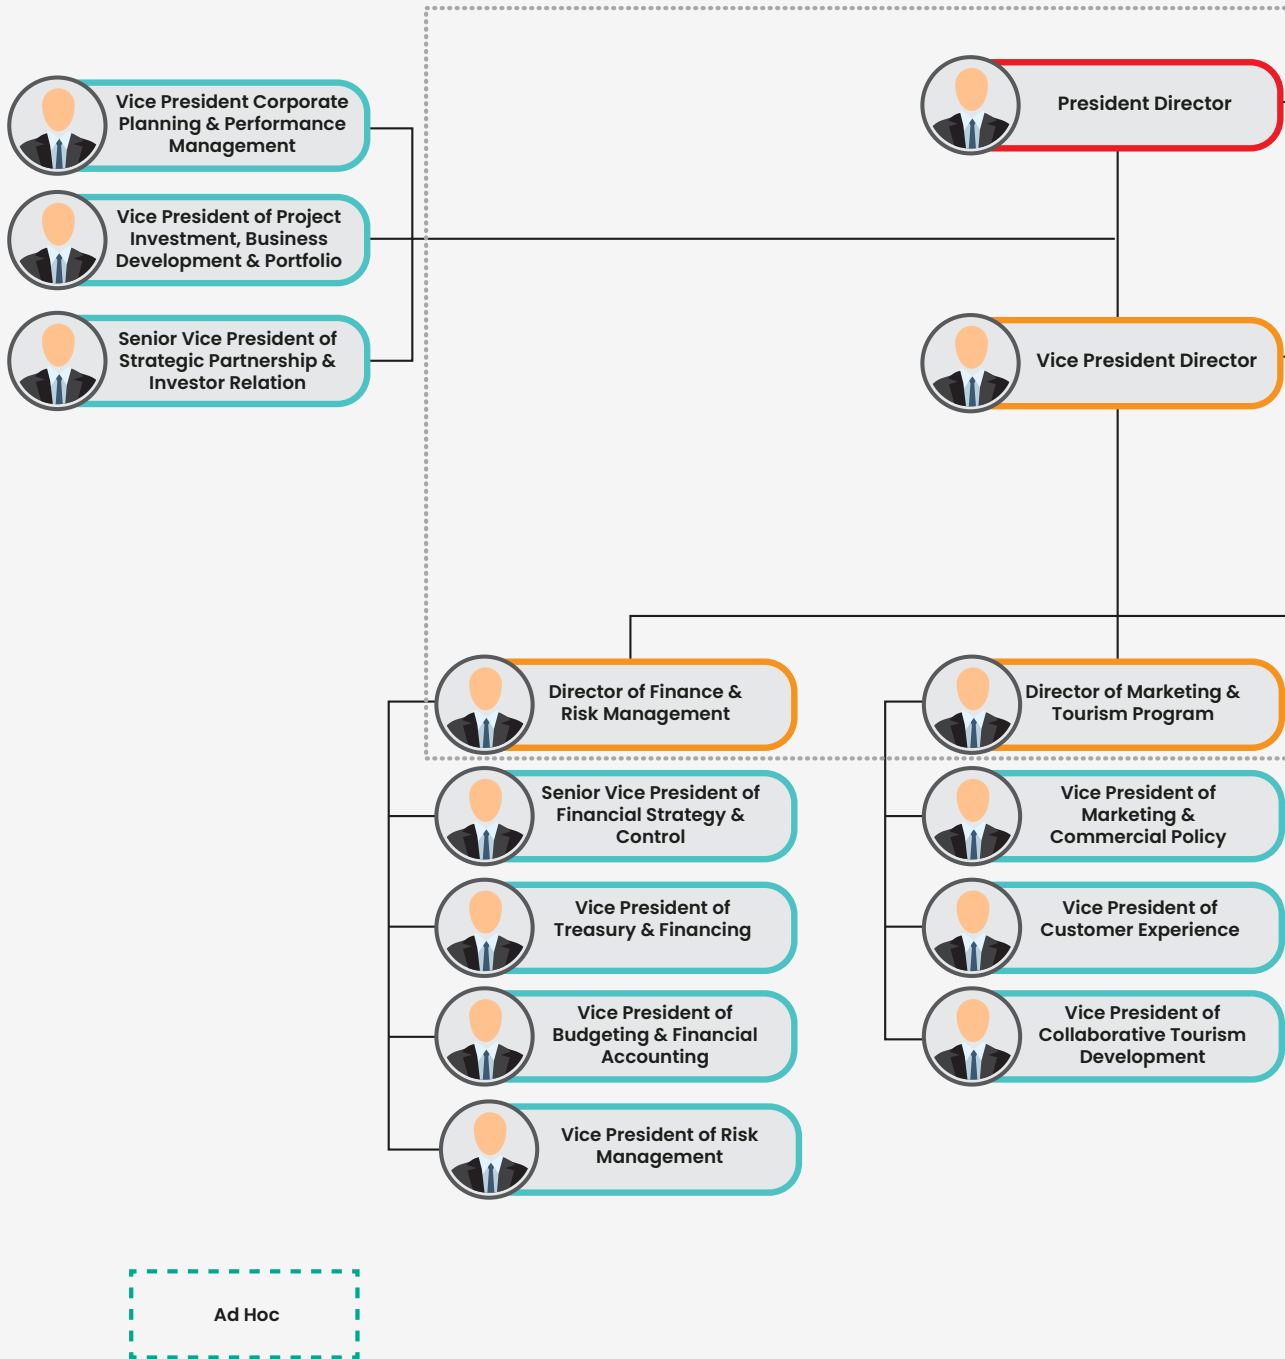 Vice President Corporate
Planning & Performance
Management
President Director
Vice President of Project
Investment, Business
Development & Portfolio
Senior Vice President of
Strategic Partnership &
Investor Relation
Vice President Director
Director of Finance &
Risk Management
Director of Marketing &
Tourism Program
Senior Vice President of
Financial Strategy &
Control
Vice President of
Marketing &
Commercial Policy
Vice President of
Treasury & Financing
Vice President of
Customer Experience
Vice President of
Budgeting & Financial
Accounting
Vice President of
Collaborative Tourism
Development
Vice President of Risk
Management
Ad Hoc